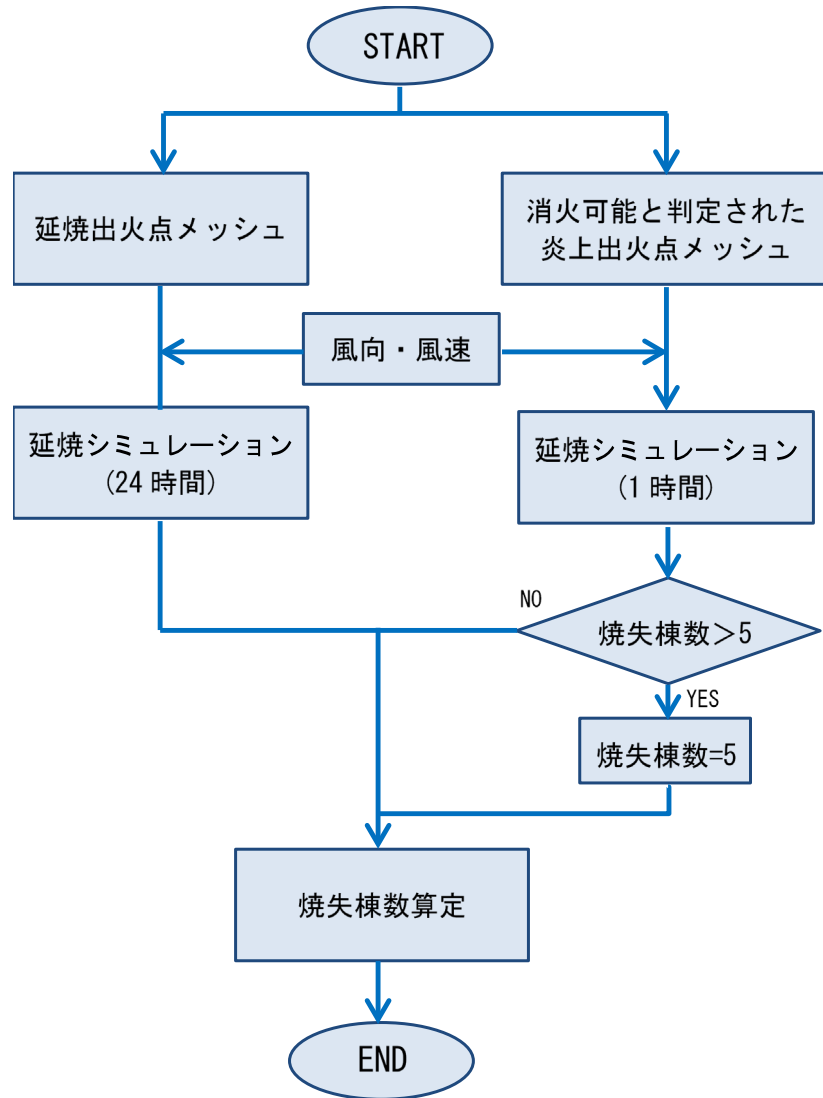 START
延焼出火点メッシュ
消火可能と判定された
炎上出火点メッシュ
風向・風速
延焼シミュレーション
(24 時間)
延焼シミュレーション
(1 時間)
NO
焼失棟数＞5
YES
焼失棟数=5
焼失棟数算定
END